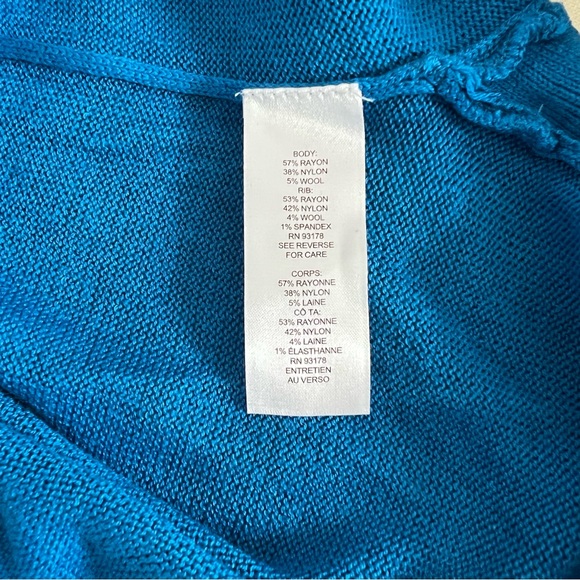 BODY:
57% RAYON
38% NYLON
5% WOOL
RIB:
53% RAYON
42% NYLON
4% WOOL
1% SPANDEX
RN 93178
SEE REVERSE
FOR CARE
CORPS:
57% RAYONNE
38% NYLON
5% LAINE
CÔ TA:
53% RAYONNE
42% NYLON
4% LAINE
1% ÉLASTHANNE
RN 93178
ENTRETIEN
AU VERSO